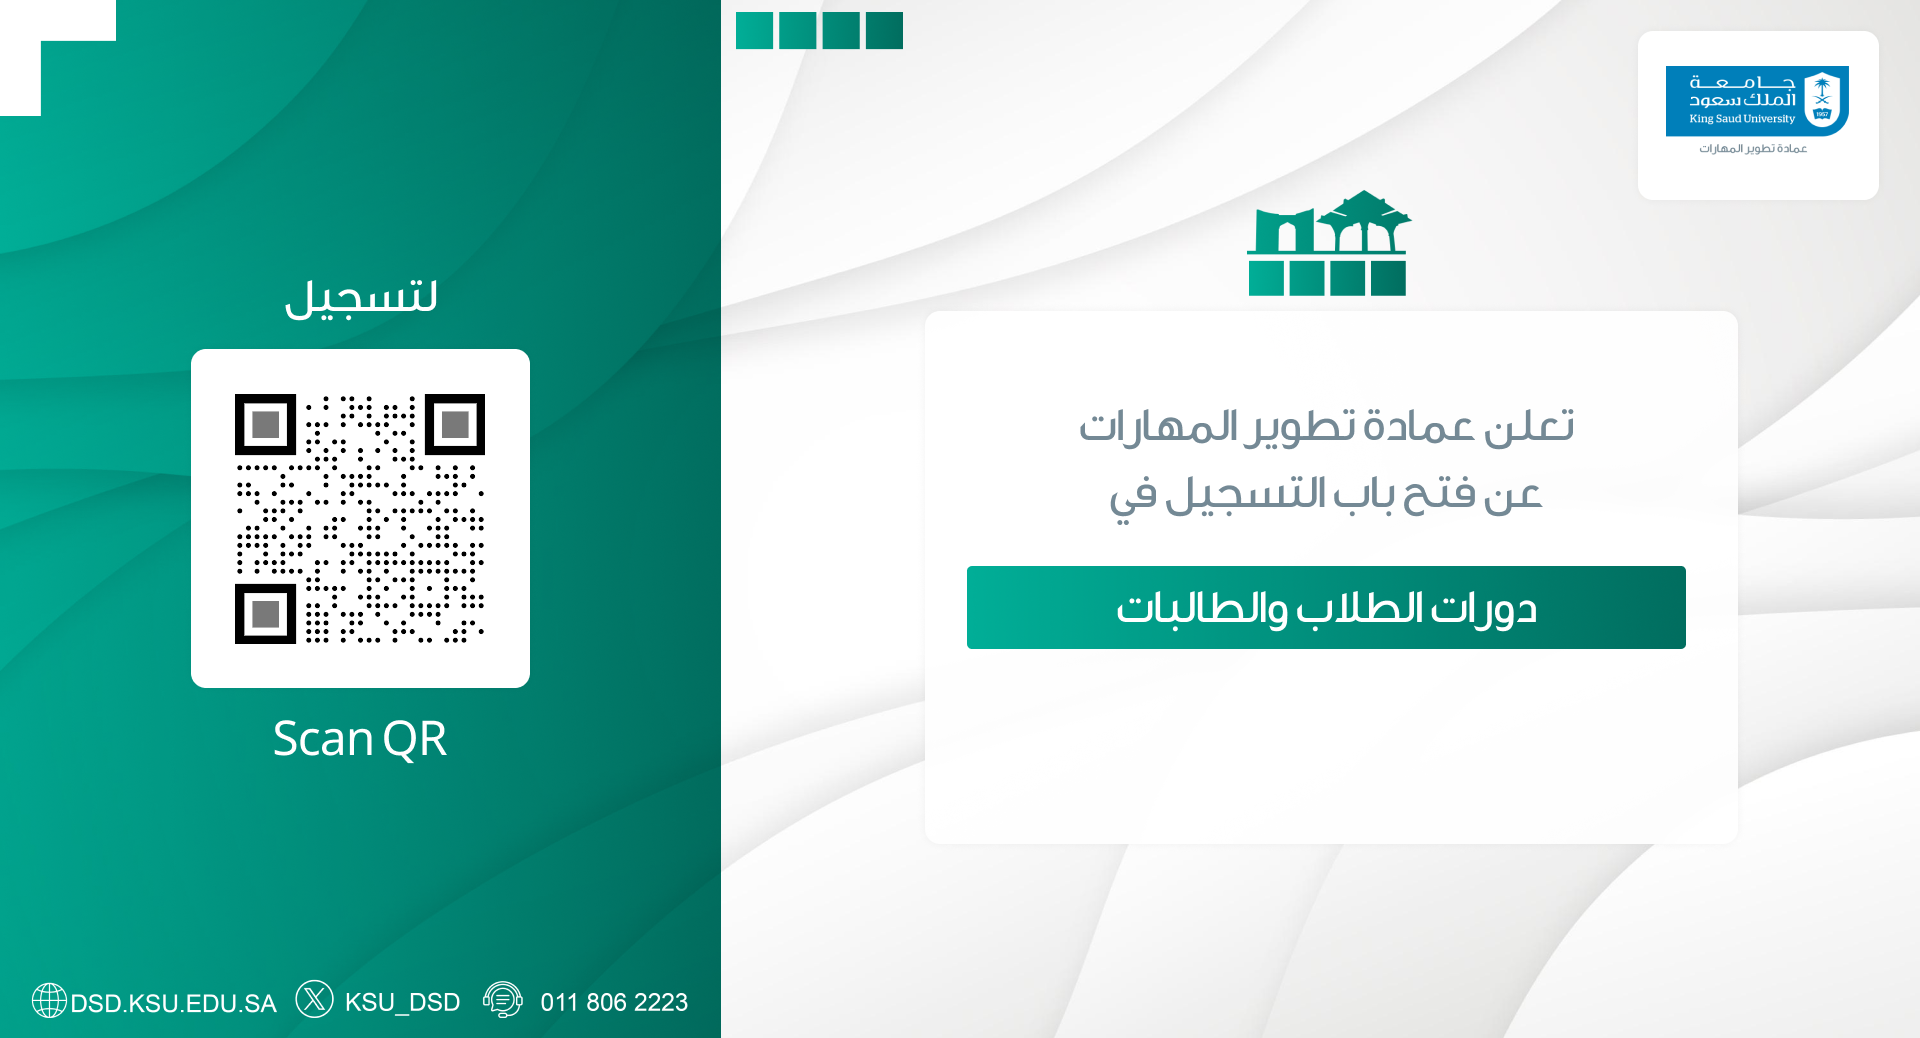 جامعة
الملك سعود
King Saud University
1957
عمادة تطوير المهارات
تعلن عمادة تطوير المهارات
عن فتح باب التسجيل في
دورات الطلاب والطالبات
لتسجيل
Scan QR
DSD.KSU.EDU.SA
KSU_DSD
011 806 2223